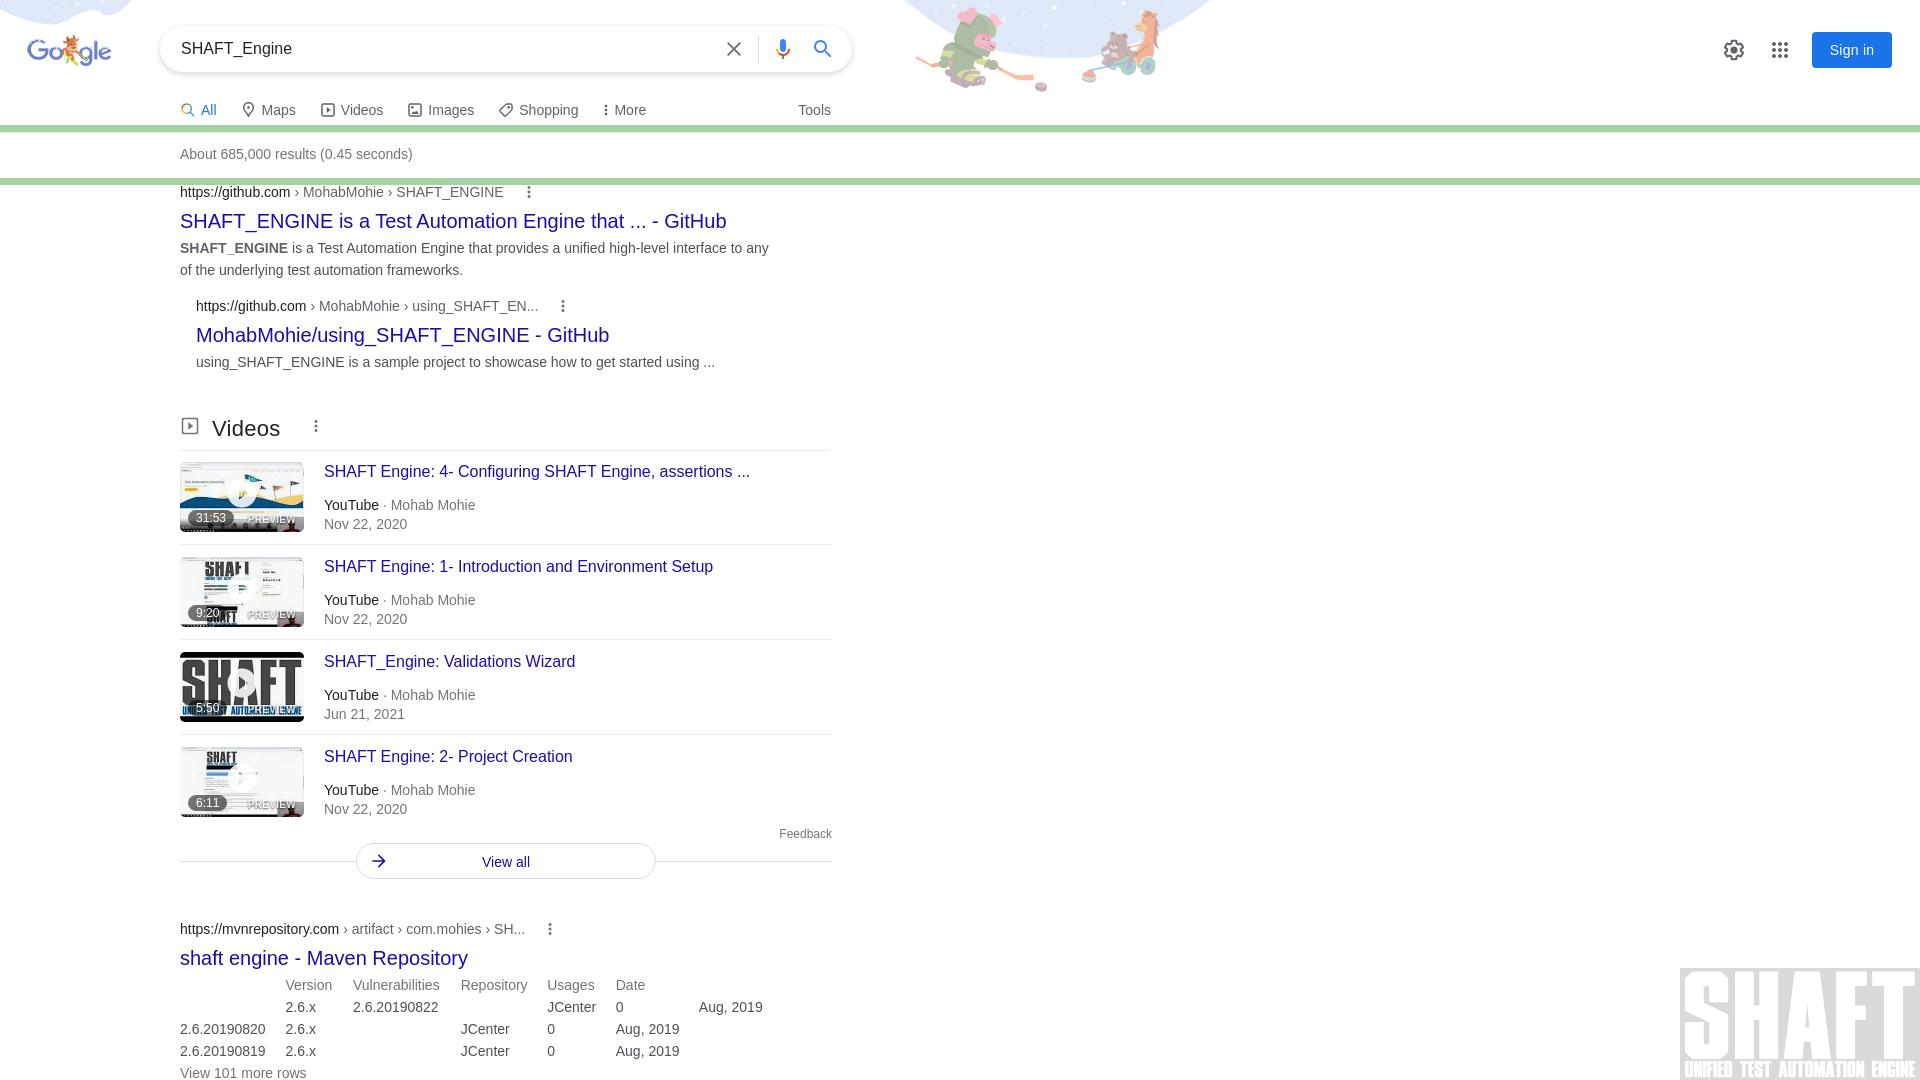 Google
SHAFT_Engine
Sign in
All
Maps
Videos
Images
Shopping
More
Tools
About 685,000 results (0.45 seconds)
https://github.com › MohabMohie › SHAFT_ENGINE
SHAFT_ENGINE is a Test Automation Engine that ... - GitHub
SHAFT_ENGINE is a Test Automation Engine that provides a unified high-level interface to any
of the underlying test automation frameworks.
https://github.com › MohabMohie › using_SHAFT_EN...
MohabMohie/using_SHAFT_ENGINE - GitHub
using_SHAFT_ENGINE is a sample project to showcase how to get started using ...
Videos
31:53
PREVIEW
SHAFT Engine: 4- Configuring SHAFT Engine, assertions ...
YouTube · Mohab Mohie
Nov 22, 2020
SHAFT
9:20
PREVIEW
SHAFT Engine: 1- Introduction and Environment Setup
YouTube · Mohab Mohie
Nov 22, 2020
SHAFT
5:50
PREVIEW
SHAFT_Engine: Validations Wizard
YouTube · Mohab Mohie
Jun 21, 2021
SHAFT
6:11
PREVIEW
SHAFT Engine: 2- Project Creation
YouTube · Mohab Mohie
Nov 22, 2020
Feedback
View all
https://mvnrepository.com › artifact › com.mohies › SH...
shaft engine - Maven Repository
Version Vulnerabilities Repository Usages Date
2.6.x 2.6.20190822 JCenter 0 Aug, 2019
2.6.20190820 2.6.x JCenter 0 Aug, 2019
2.6.20190819 2.6.x JCenter 0 Aug, 2019
View 101 more rows
SHAFT
UNIFIED TEST AUTOMATION ENGINE